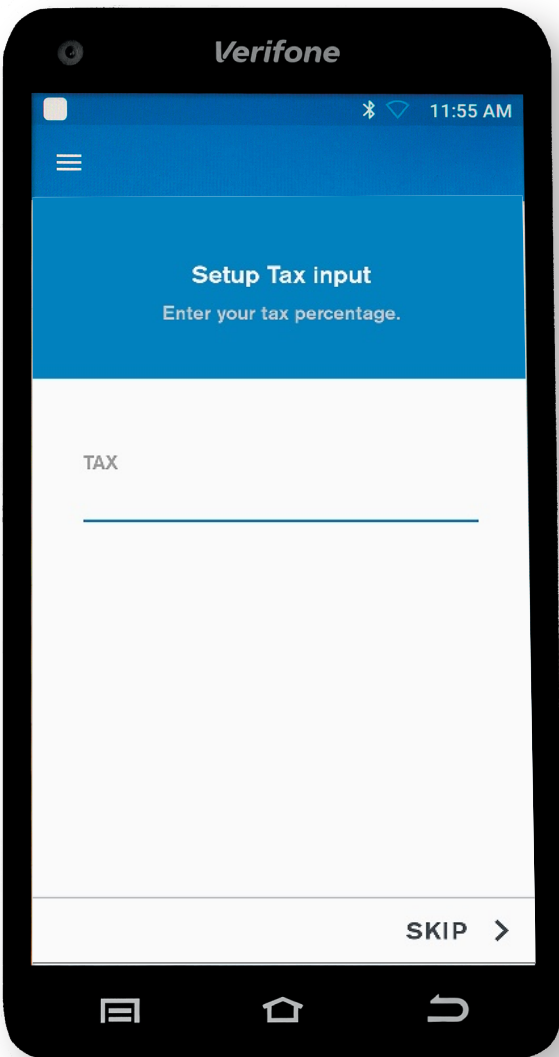 Verifone
11:55 AM
Setup Tax input
Enter your tax percentage.
TAX
SKIP